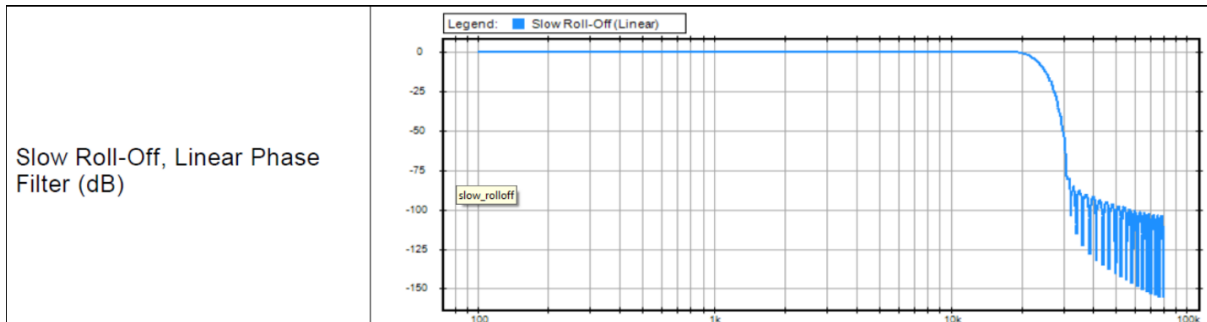 Legend: Slow Roll-Off (Linear)
Slow Roll-Off, Linear Phase
Filter (dB)
0
-25
-50
-75
slow_rolloff
-100
-125
-150
100 1k 10k 100k